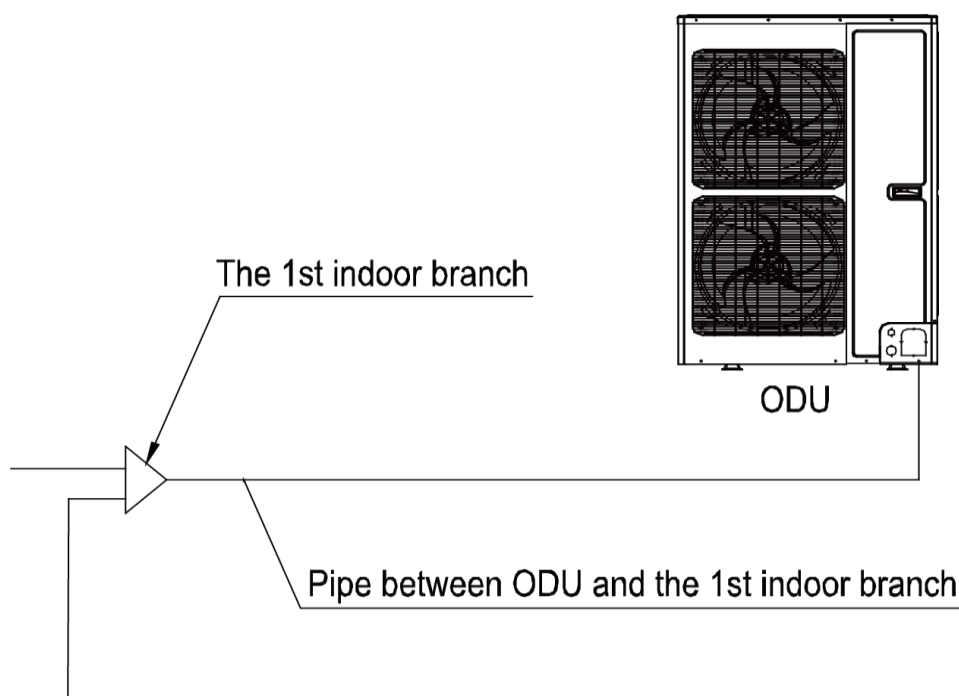 The 1st indoor branch
ODU
Pipe between ODU and the 1st indoor branch